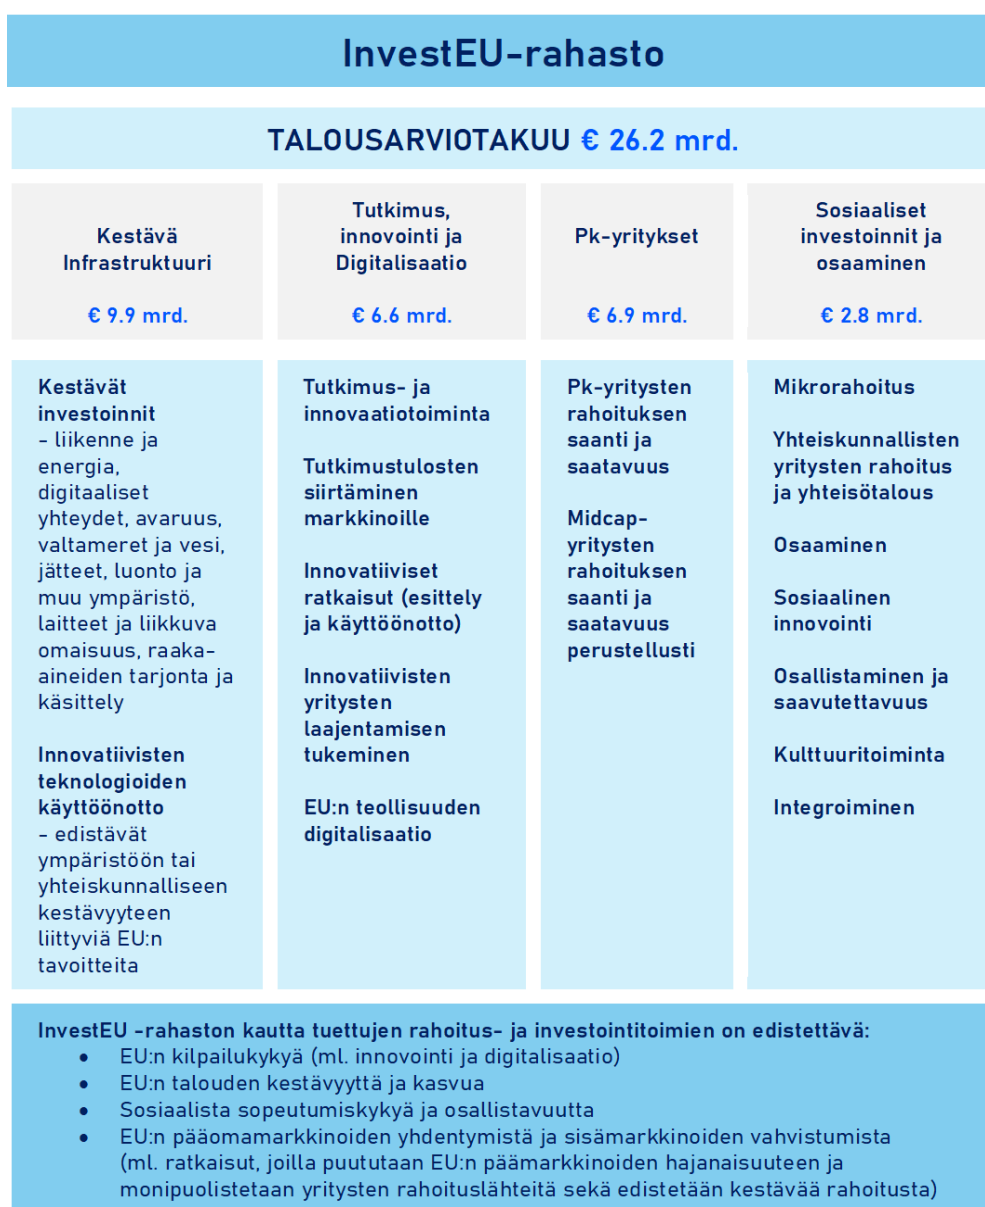 InvestEU-rahasto
TALOUSARVIOTAKUU € 26.2 mrd.
Kestävä
Infrastruktuuri
€ 9.9 mrd.
Tutkimus,
innovointi ja
Digitalisaatio
€ 6.6 mrd.
Pk-yritykset
€ 6.9 mrd.
Sosiaaliset
investoinnit ja
osaaminen
€ 2.8 mrd.
Kestävät
investoinnit
- liikenne ja
energia,
digitaaliset
yhteydet, avaruus,
valtameret ja vesi,
jätteet, luonto ja
muu ympäristö,
laitteet ja liikkuva
omaisuus, raaka-
aineiden tarjonta ja
käsittely
Innovatiivisten
teknologioiden
käyttöönotto
- edistävät
ympäristöön tai
yhteiskunnalliseen
kestävyyteen
liittyviä EU:n
tavoitteita
Tutkimus- ja
innovaatiotoiminta
Tutkimustulosten
siirtäminen
markkinoille
Innovatiiviset
ratkaisut (esittely
ja käyttöönotto)
Innovatiivisten
yritysten
laajentamisen
tukeminen
EU:n teollisuuden
digitalisaatio
Pk-yritysten
rahoituksen
saanti ja
saatavuus
Midcap-
yritysten
rahoituksen
saanti ja
saatavuus
perustellusti
Mikrorahoitus
Yhteiskunnallisten
yritysten rahoitus
ja yhteisötalous
Osaaminen
Sosiaalinen
innovointi
Osallistaminen ja
saavutettavuus
Kulttuuritoiminta
Integroiminen
InvestEU -rahaston kautta tuettujen rahoitus- ja investointitoimien on edistettävä:
• EU:n kilpailukykyä (ml. innovointi ja digitalisaatio)
• EU:n talouden kestävyyttä ja kasvua
• Sosiaalista sopeutumiskykyä ja osallistavuutta
• EU:n pääomamarkkinoiden yhdentymistä ja sisämarkkinoiden vahvistumista
(ml. ratkaisut, joilla puututaan EU:n päämarkkinoiden hajanaisuuteen ja
monipuolistetaan yritysten rahoituslähteitä sekä edistetään kestävää rahoitusta)